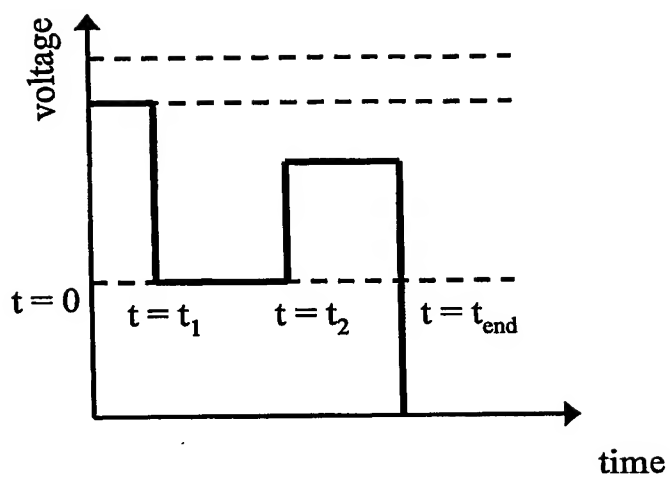 voltage
t = 0
t = t₁
t = t₂
t = tₑₙd
time